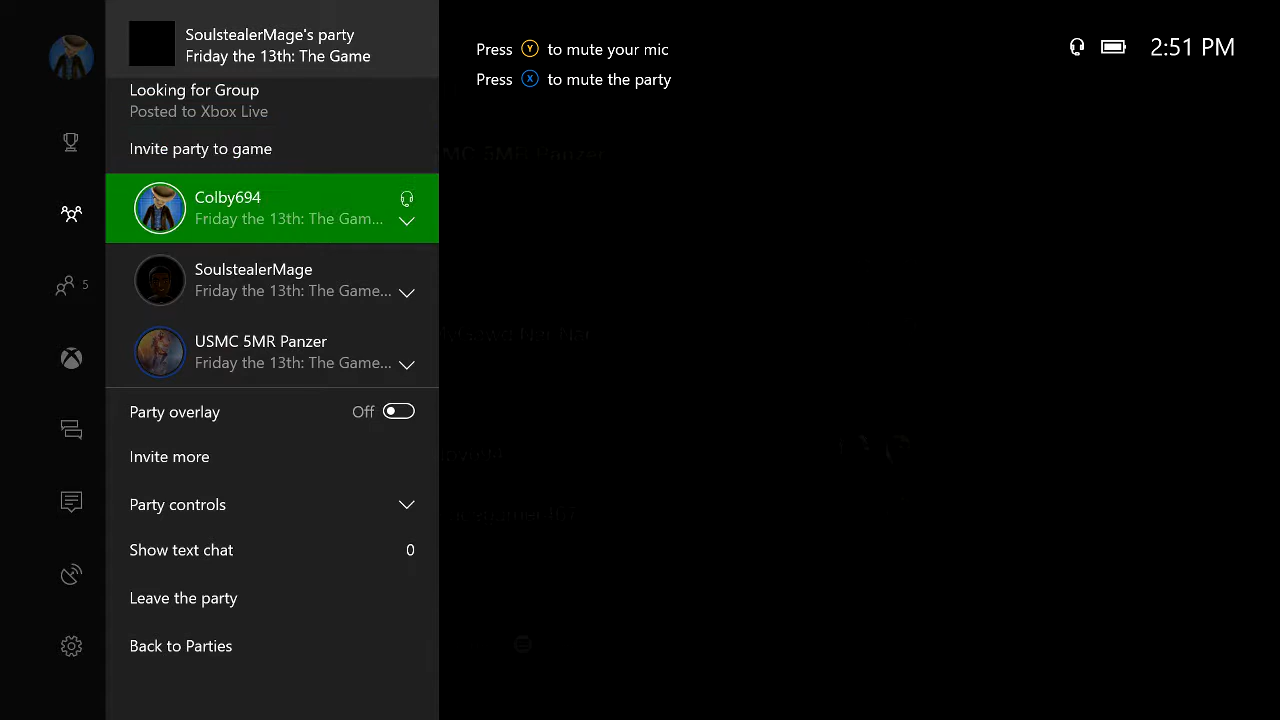 SoulstealerMage's party
Friday the 13th: The Game
Looking for Group
Posted to Xbox Live
Invite party to game
Colby694
Friday the 13th: The Gam...
SoulstealerMage
Friday the 13th: The Game...
USMC 5MR Panzer
Friday the 13th: The Game...
Party overlay Off
Invite more
Party controls
Show text chat 0
Leave the party
Back to Parties
5
Press Y to mute your mic
Press X to mute the party
2:51 PM